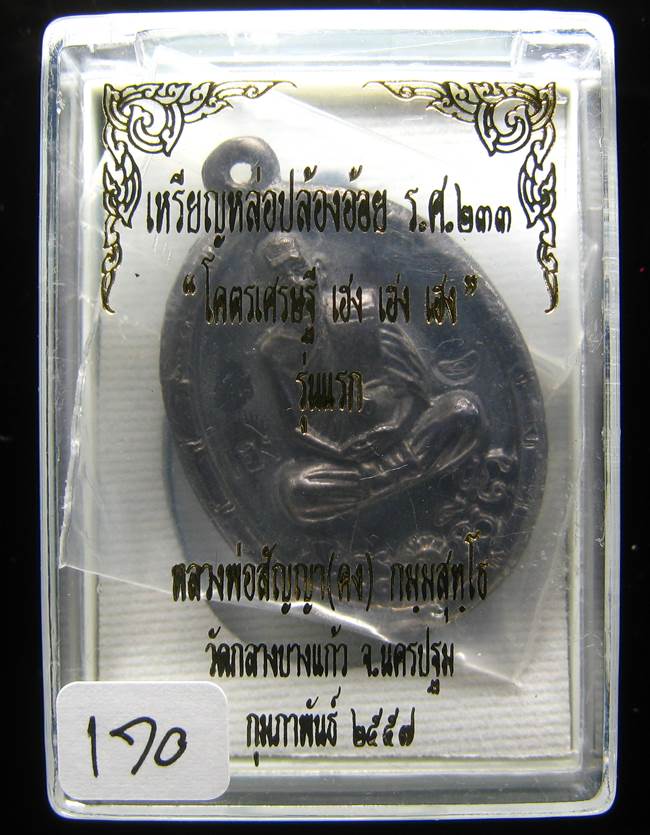 เหรียญหล่อปล้องอ้อย ร.ศ.๒๓๓
“โคตรเศรษฐี เฮง เฮง เฮง”
รุ่นแรก
หลวงพ่อสัญญา(คง) กมฺมสุทฺโธ
วัดกลางบางแก้ว จ.นครปฐม
กุมภาพันธ์ ๒๕๕๗